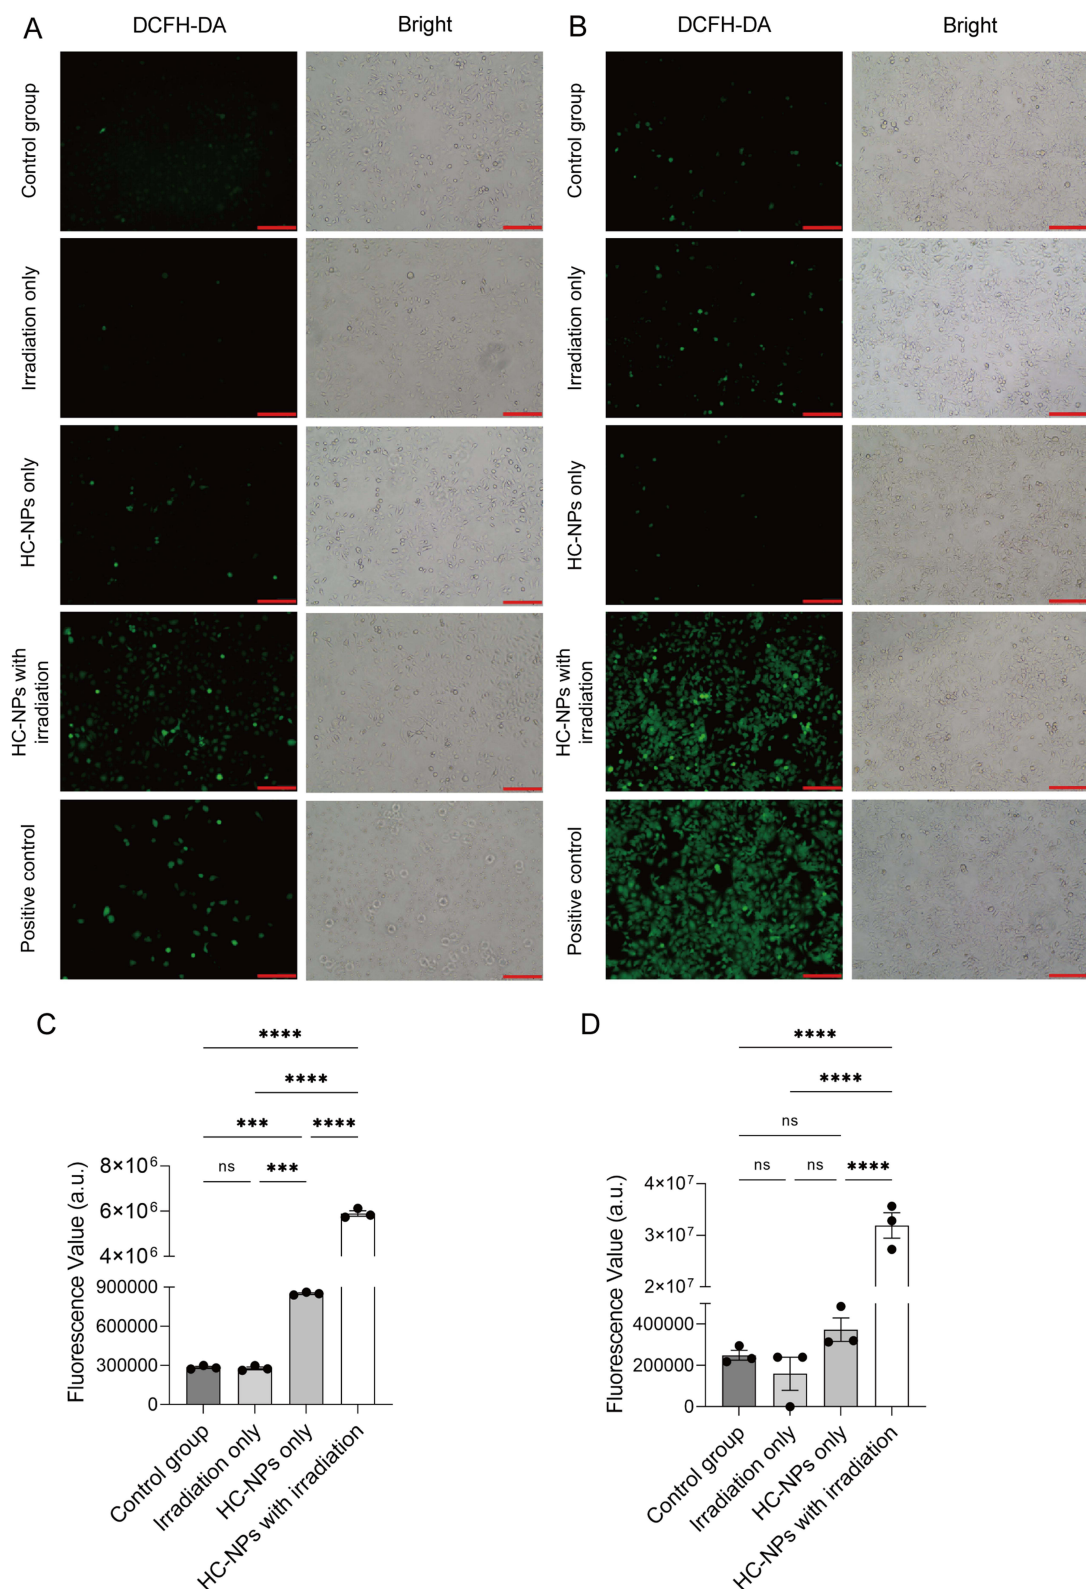 A
DCFH-DA
Bright
B
DCFH-DA
Bright
Control group
Control group
Irradiation only
Irradiation only
HC-NPs only
HC-NPs only
HC-NPs with
irradiation
HC-NPs with
irradiation
Positive control
Positive control
C
****
****
***
****
ns
***
Fluorescence Value (a.u.)
8×10⁶
6×10⁶
4×10⁶
900000
600000
300000
0
Control group
Irradiation only
HC-NPs only
HC-NPs with irradiation
D
****
****
ns
ns
ns
****
Fluorescence Value (a.u.)
4×10⁷
3×10⁷
2×10⁷
400000
200000
0
Control group
Irradiation only
HC-NPs only
HC-NPs with irradiation